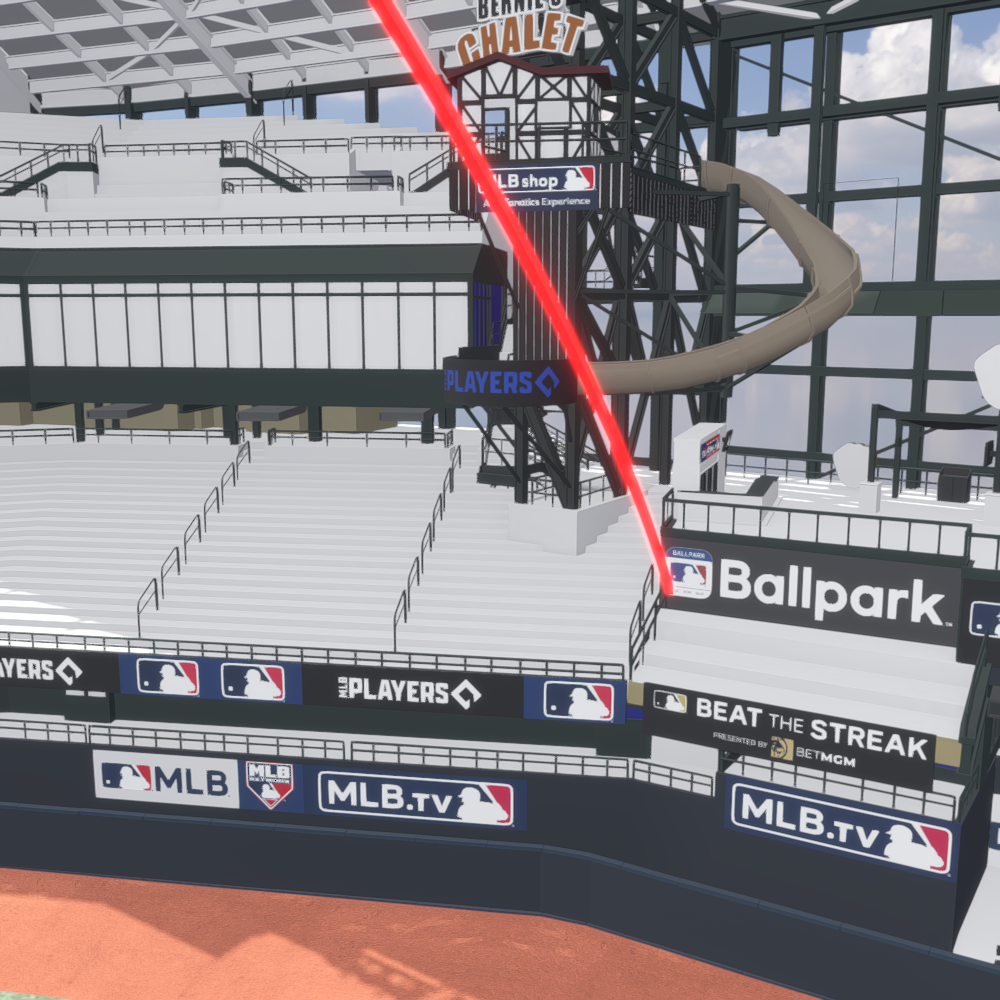 BERNIE'S
CHALET
MLB shop
Fanatics Experience
PLAYERS
BALLPARK
Ballpark
PLAYERS
MLB PLAYERS
BEAT THE STREAK
PRESENTED BY BETMGM
MLB
MLB
MLB.TV
MLB.TV